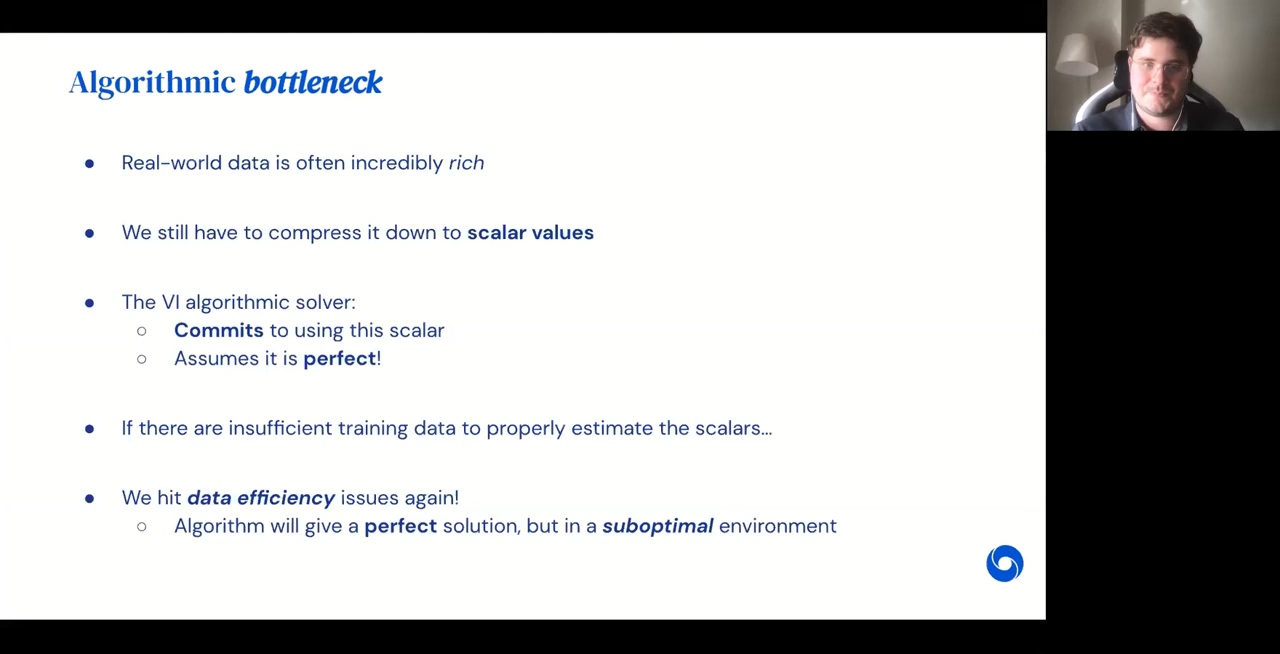 Algorithmic bottleneck
● Real-world data is often incredibly rich
● We still have to compress it down to scalar values
● The VI algorithmic solver:
○ Commits to using this scalar
○ Assumes it is perfect!
● If there are insufficient training data to properly estimate the scalars...
● We hit data efficiency issues again!
○ Algorithm will give a perfect solution, but in a suboptimal environment